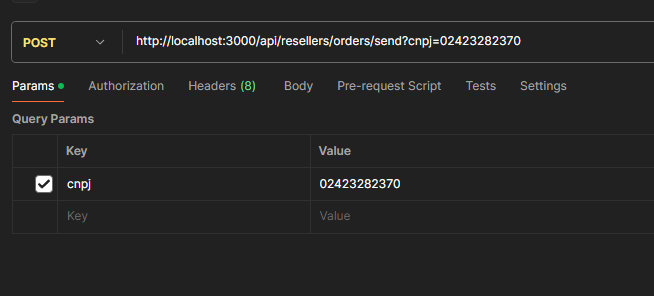 POST http://localhost:3000/api/resellers/orders/send?cnpj=02423282370
Params Authorization Headers (8) Body Pre-request Script Tests Settings
Query Params
Key Value
cnpj 02423282370
Key Value